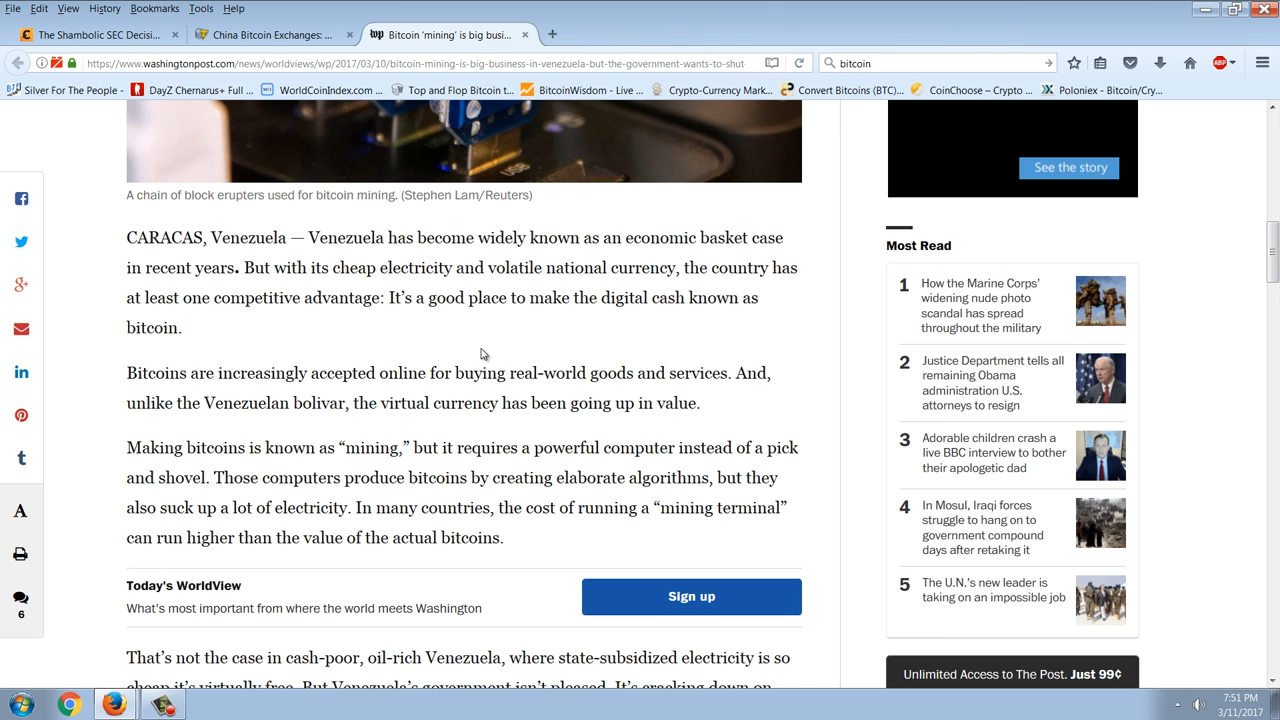 File Edit View History Bookmarks Tools Help
The Shambolic SEC Decisi...
China Bitcoin Exchanges: ...
wp Bitcoin 'mining' is big busi...
https://www.washingtonpost.com/news/worldviews/wp/2017/03/10/bitcoin-mining-is-big-business-in-venezuela-but-the-government-wants-to-shut
bitcoin
ABP
Silver For The People - ...
DayZ Chernarus+ Full ...
WorldCoinIndex.com ...
Top and Flop Bitcoin t...
BitcoinWisdom - Live ...
Crypto-Currency Mark...
Convert Bitcoins (BTC)...
CoinChoose – Crypto ...
Poloniex - Bitcoin/Cry...
USB
A chain of block erupters used for bitcoin mining. (Stephen Lam/Reuters)
CARACAS, Venezuela — Venezuela has become widely known as an economic basket case
in recent years. But with its cheap electricity and volatile national currency, the country has
at least one competitive advantage: It's a good place to make the digital cash known as
bitcoin.
Bitcoins are increasingly accepted online for buying real-world goods and services. And,
unlike the Venezuelan bolivar, the virtual currency has been going up in value.
Making bitcoins is known as “mining,” but it requires a powerful computer instead of a pick
and shovel. Those computers produce bitcoins by creating elaborate algorithms, but they
also suck up a lot of electricity. In many countries, the cost of running a “mining terminal”
can run higher than the value of the actual bitcoins.
Today's WorldView
What's most important from where the world meets Washington
Sign up
That's not the case in cash-poor, oil-rich Venezuela, where state-subsidized electricity is so
cheap it's virtually free. But Venezuela's government isn't pleased. It's cracking down on
A
6
See the story
Most Read
1 How the Marine Corps'
widening nude photo
scandal has spread
throughout the military
2 Justice Department tells all
remaining Obama
administration U.S.
attorneys to resign
3 Adorable children crash a
live BBC interview to bother
their apologetic dad
4 In Mosul, Iraqi forces
struggle to hang on to
government compound
days after retaking it
5 The U.N.'s new leader is
taking on an impossible job
Unlimited Access to The Post. Just 99¢
7:51 PM
3/11/2017